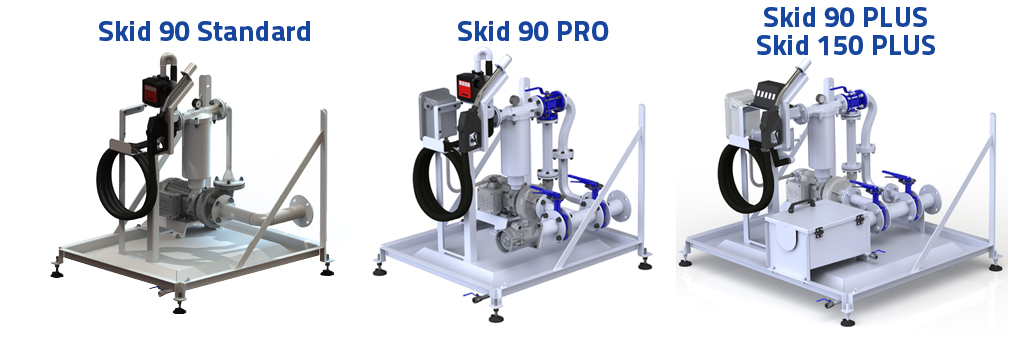 Skid 90 Standard
Skid 90 PRO
Skid 90 PLUS
Skid 150 PLUS